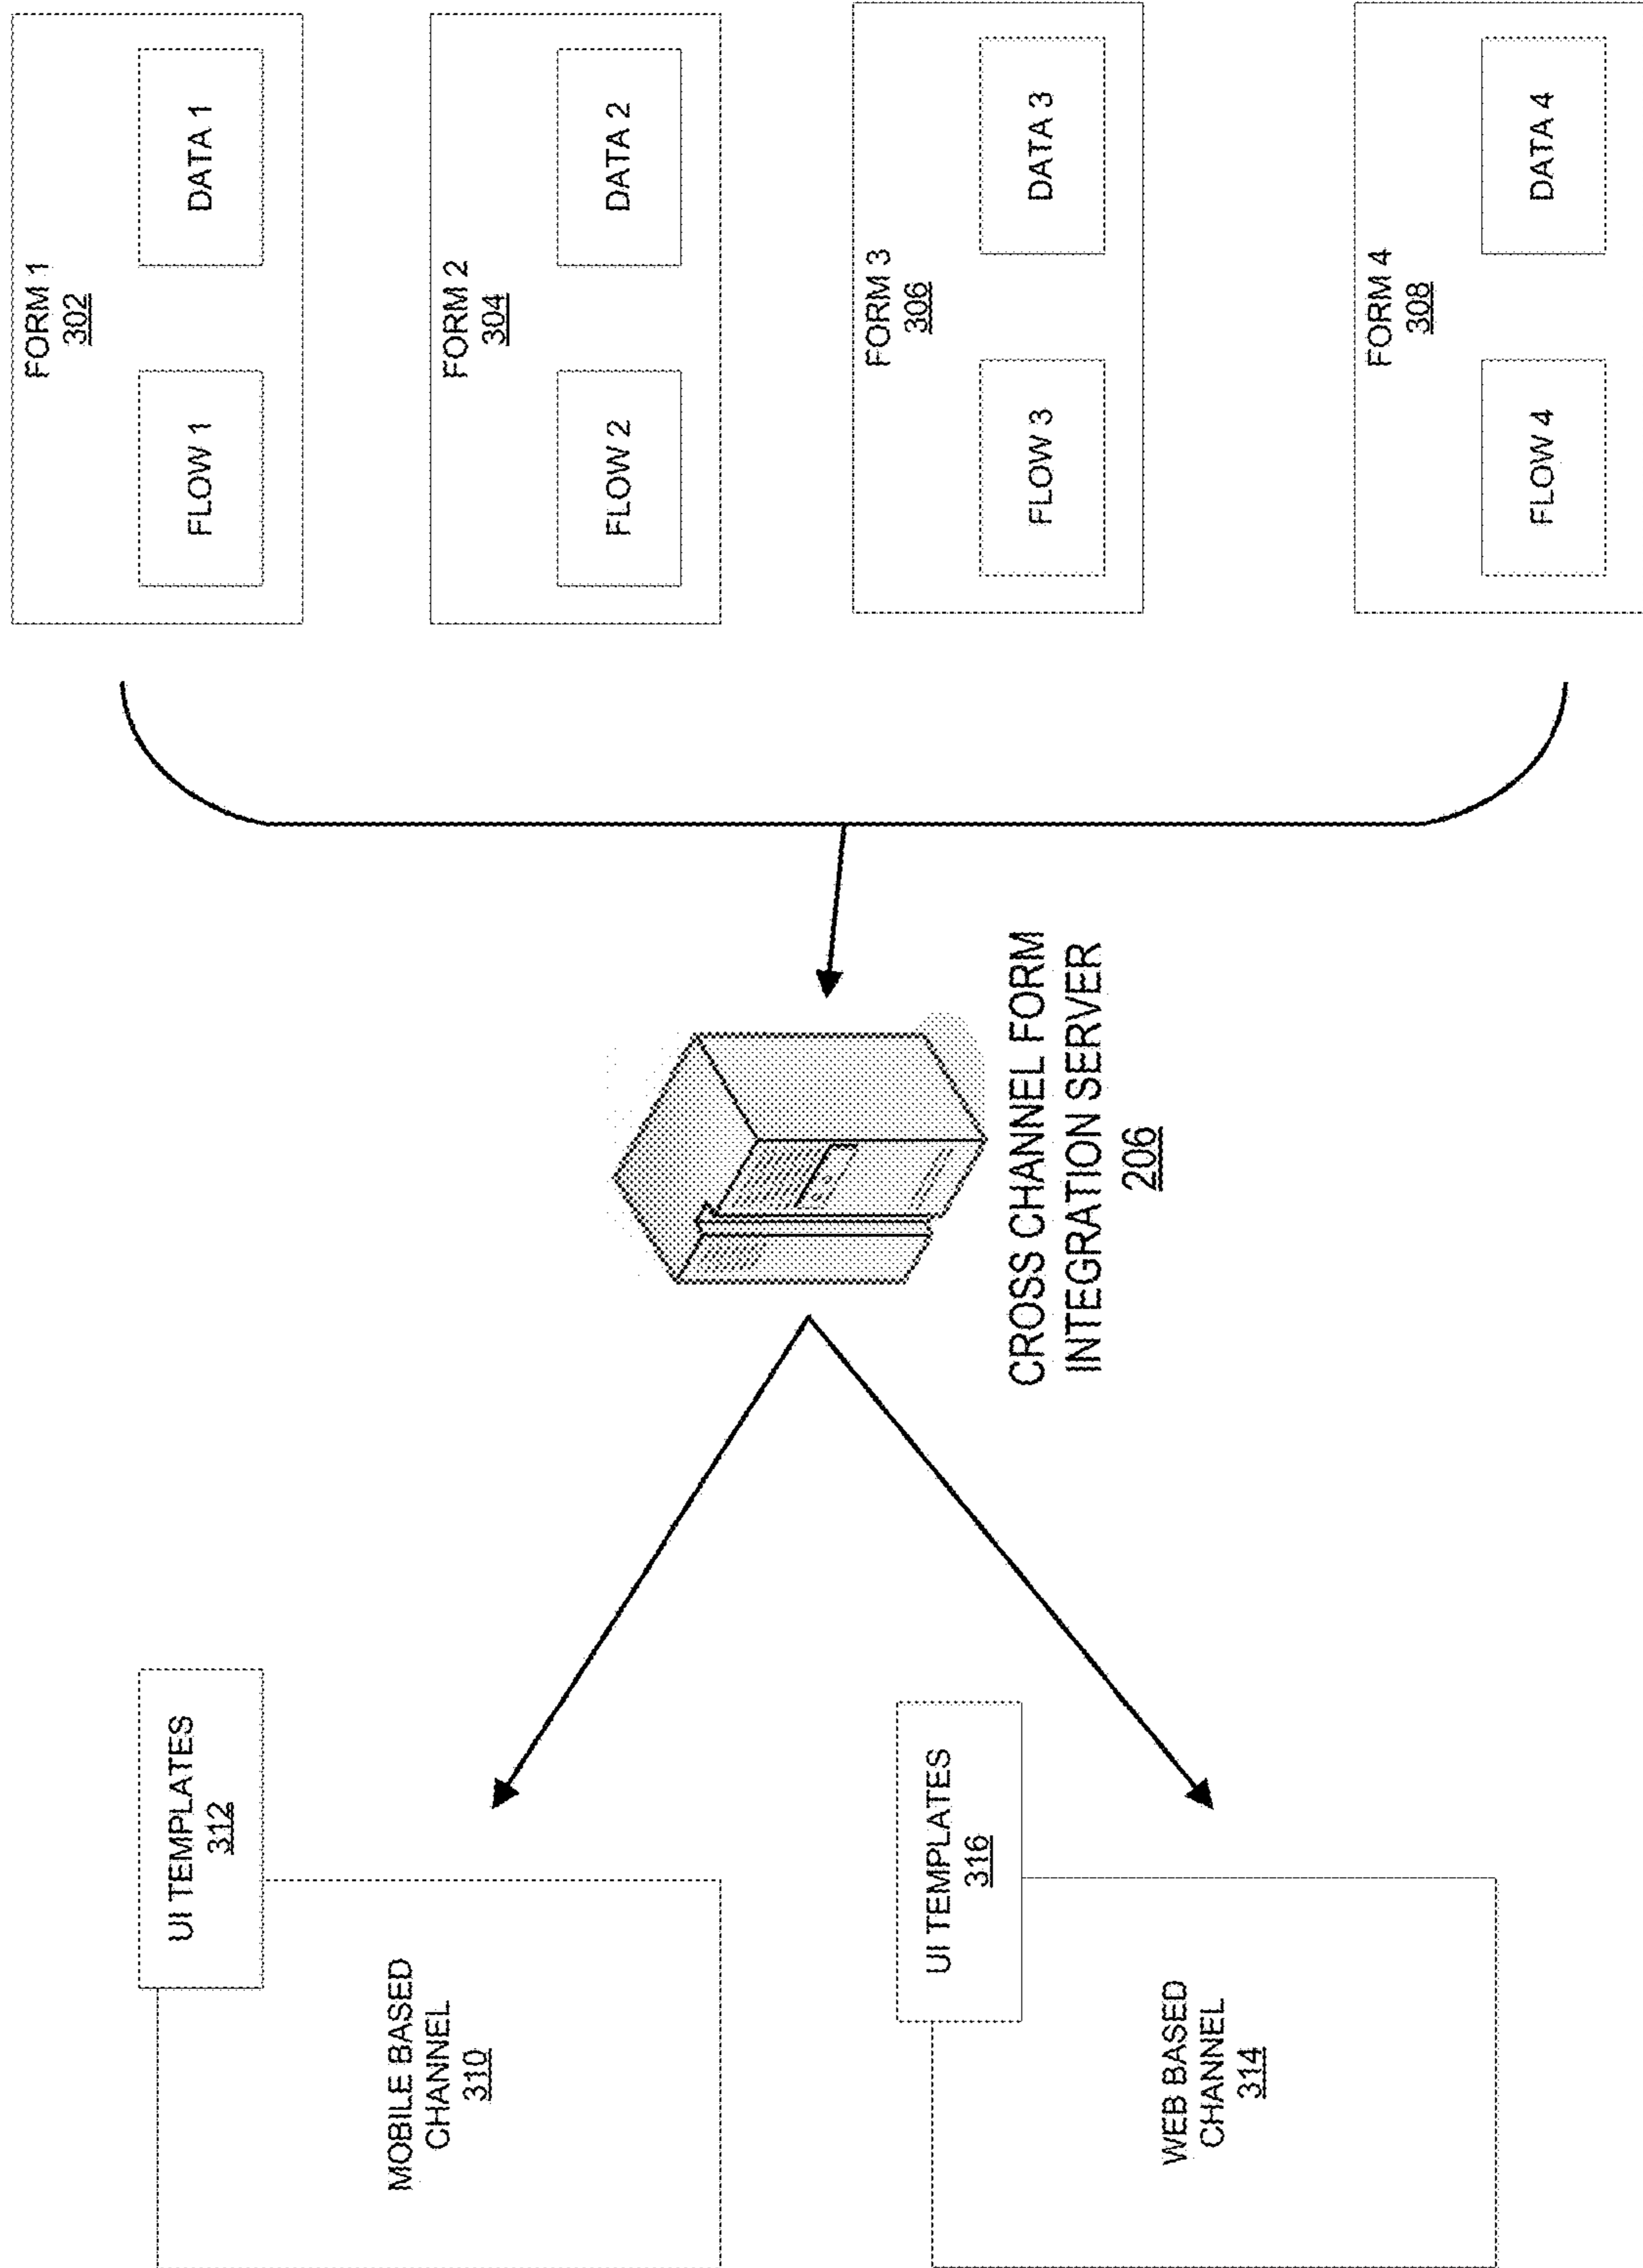 FORM 1
302
FLOW 1
DATA 1
FORM 2
304
FLOW 2
DATA 2
FORM 3
306
FLOW 3
DATA 3
FORM 4
308
FLOW 4
DATA 4
CROSS CHANNEL FORM
INTEGRATION SERVER
206
UI TEMPLATES
312
MOBILE BASED
CHANNEL
310
UI TEMPLATES
316
WEB BASED
CHANNEL
314